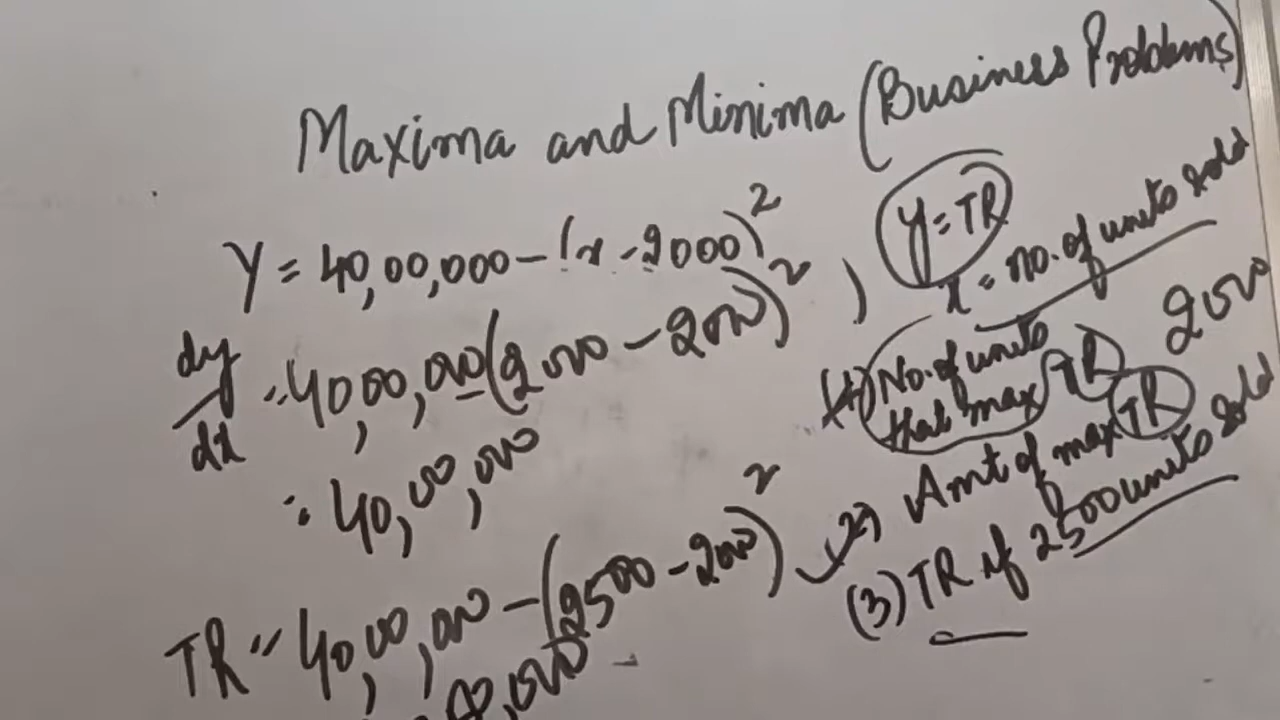 Maxima and Minima (Business Problems)
Y = 40,00,000 - (x - 2000)²
, y = TR
x = no. of units sold
dy/dx = 40,00,000 (2000 - 2000)²
= 40,00,000
(1) No. of units that max TR 2000
2) Amt of max TR
(3) TR if 2500 units sold
TR = 40,00,000 - (2500 - 2000)²